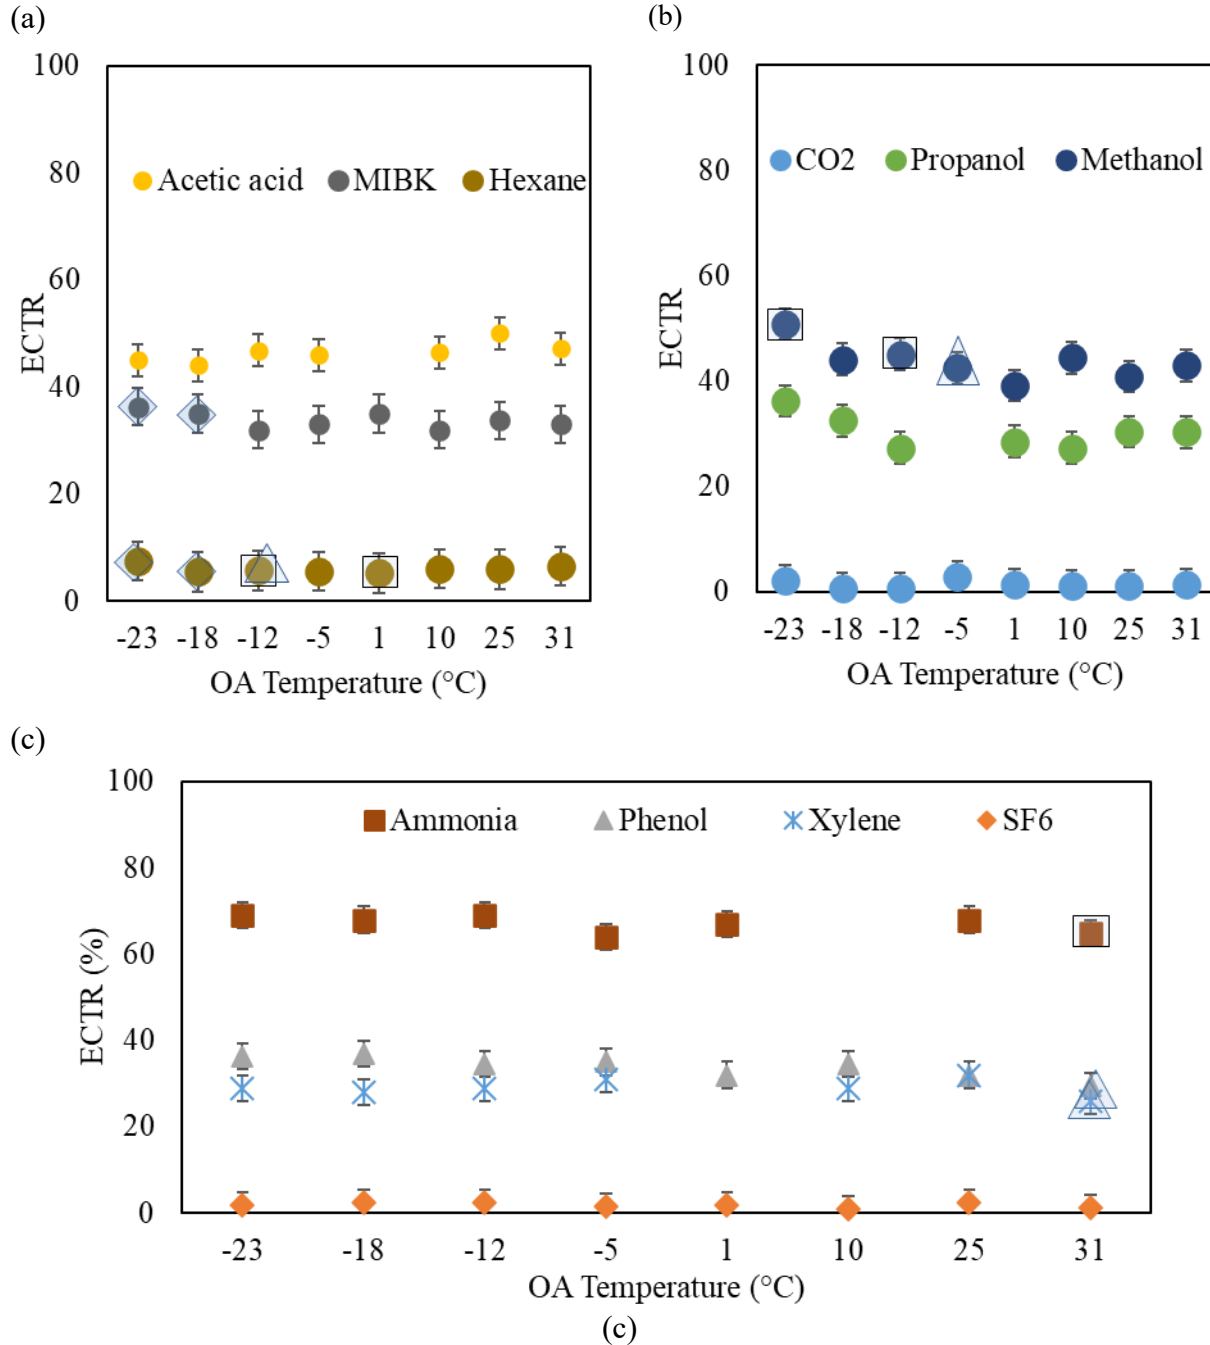 (a)
100
80
60
40
20
0
ECTR
Acetic acid MIBK Hexane
-23 -18 -12 -5 1 10 25 31
OA Temperature (°C)
(b)
100
80
60
40
20
0
ECTR
CO2 Propanol Methanol
-23 -18 -12 -5 1 10 25 31
OA Temperature (°C)
(c)
100
80
60
40
20
0
ECTR (%)
Ammonia Phenol Xylene SF6
-23 -18 -12 -5 1 10 25 31
OA Temperature (°C)
(c)